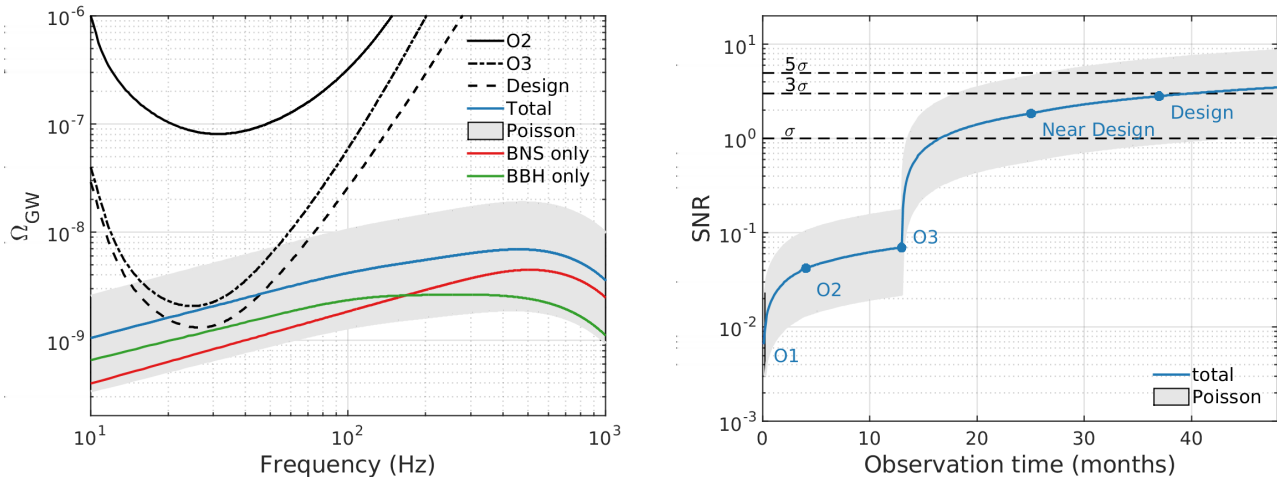 10^-6
10^-7
10^-8
10^-9
Ω_GW
O2
O3
Design
Total
Poisson
BNS only
BBH only
10^1
10^2
10^3
Frequency (Hz)
10^1
10^0
10^-1
10^-2
10^-3
SNR
5σ
3σ
σ
Design
Near Design
O3
O2
O1
total
Poisson
0
10
20
30
40
Observation time (months)